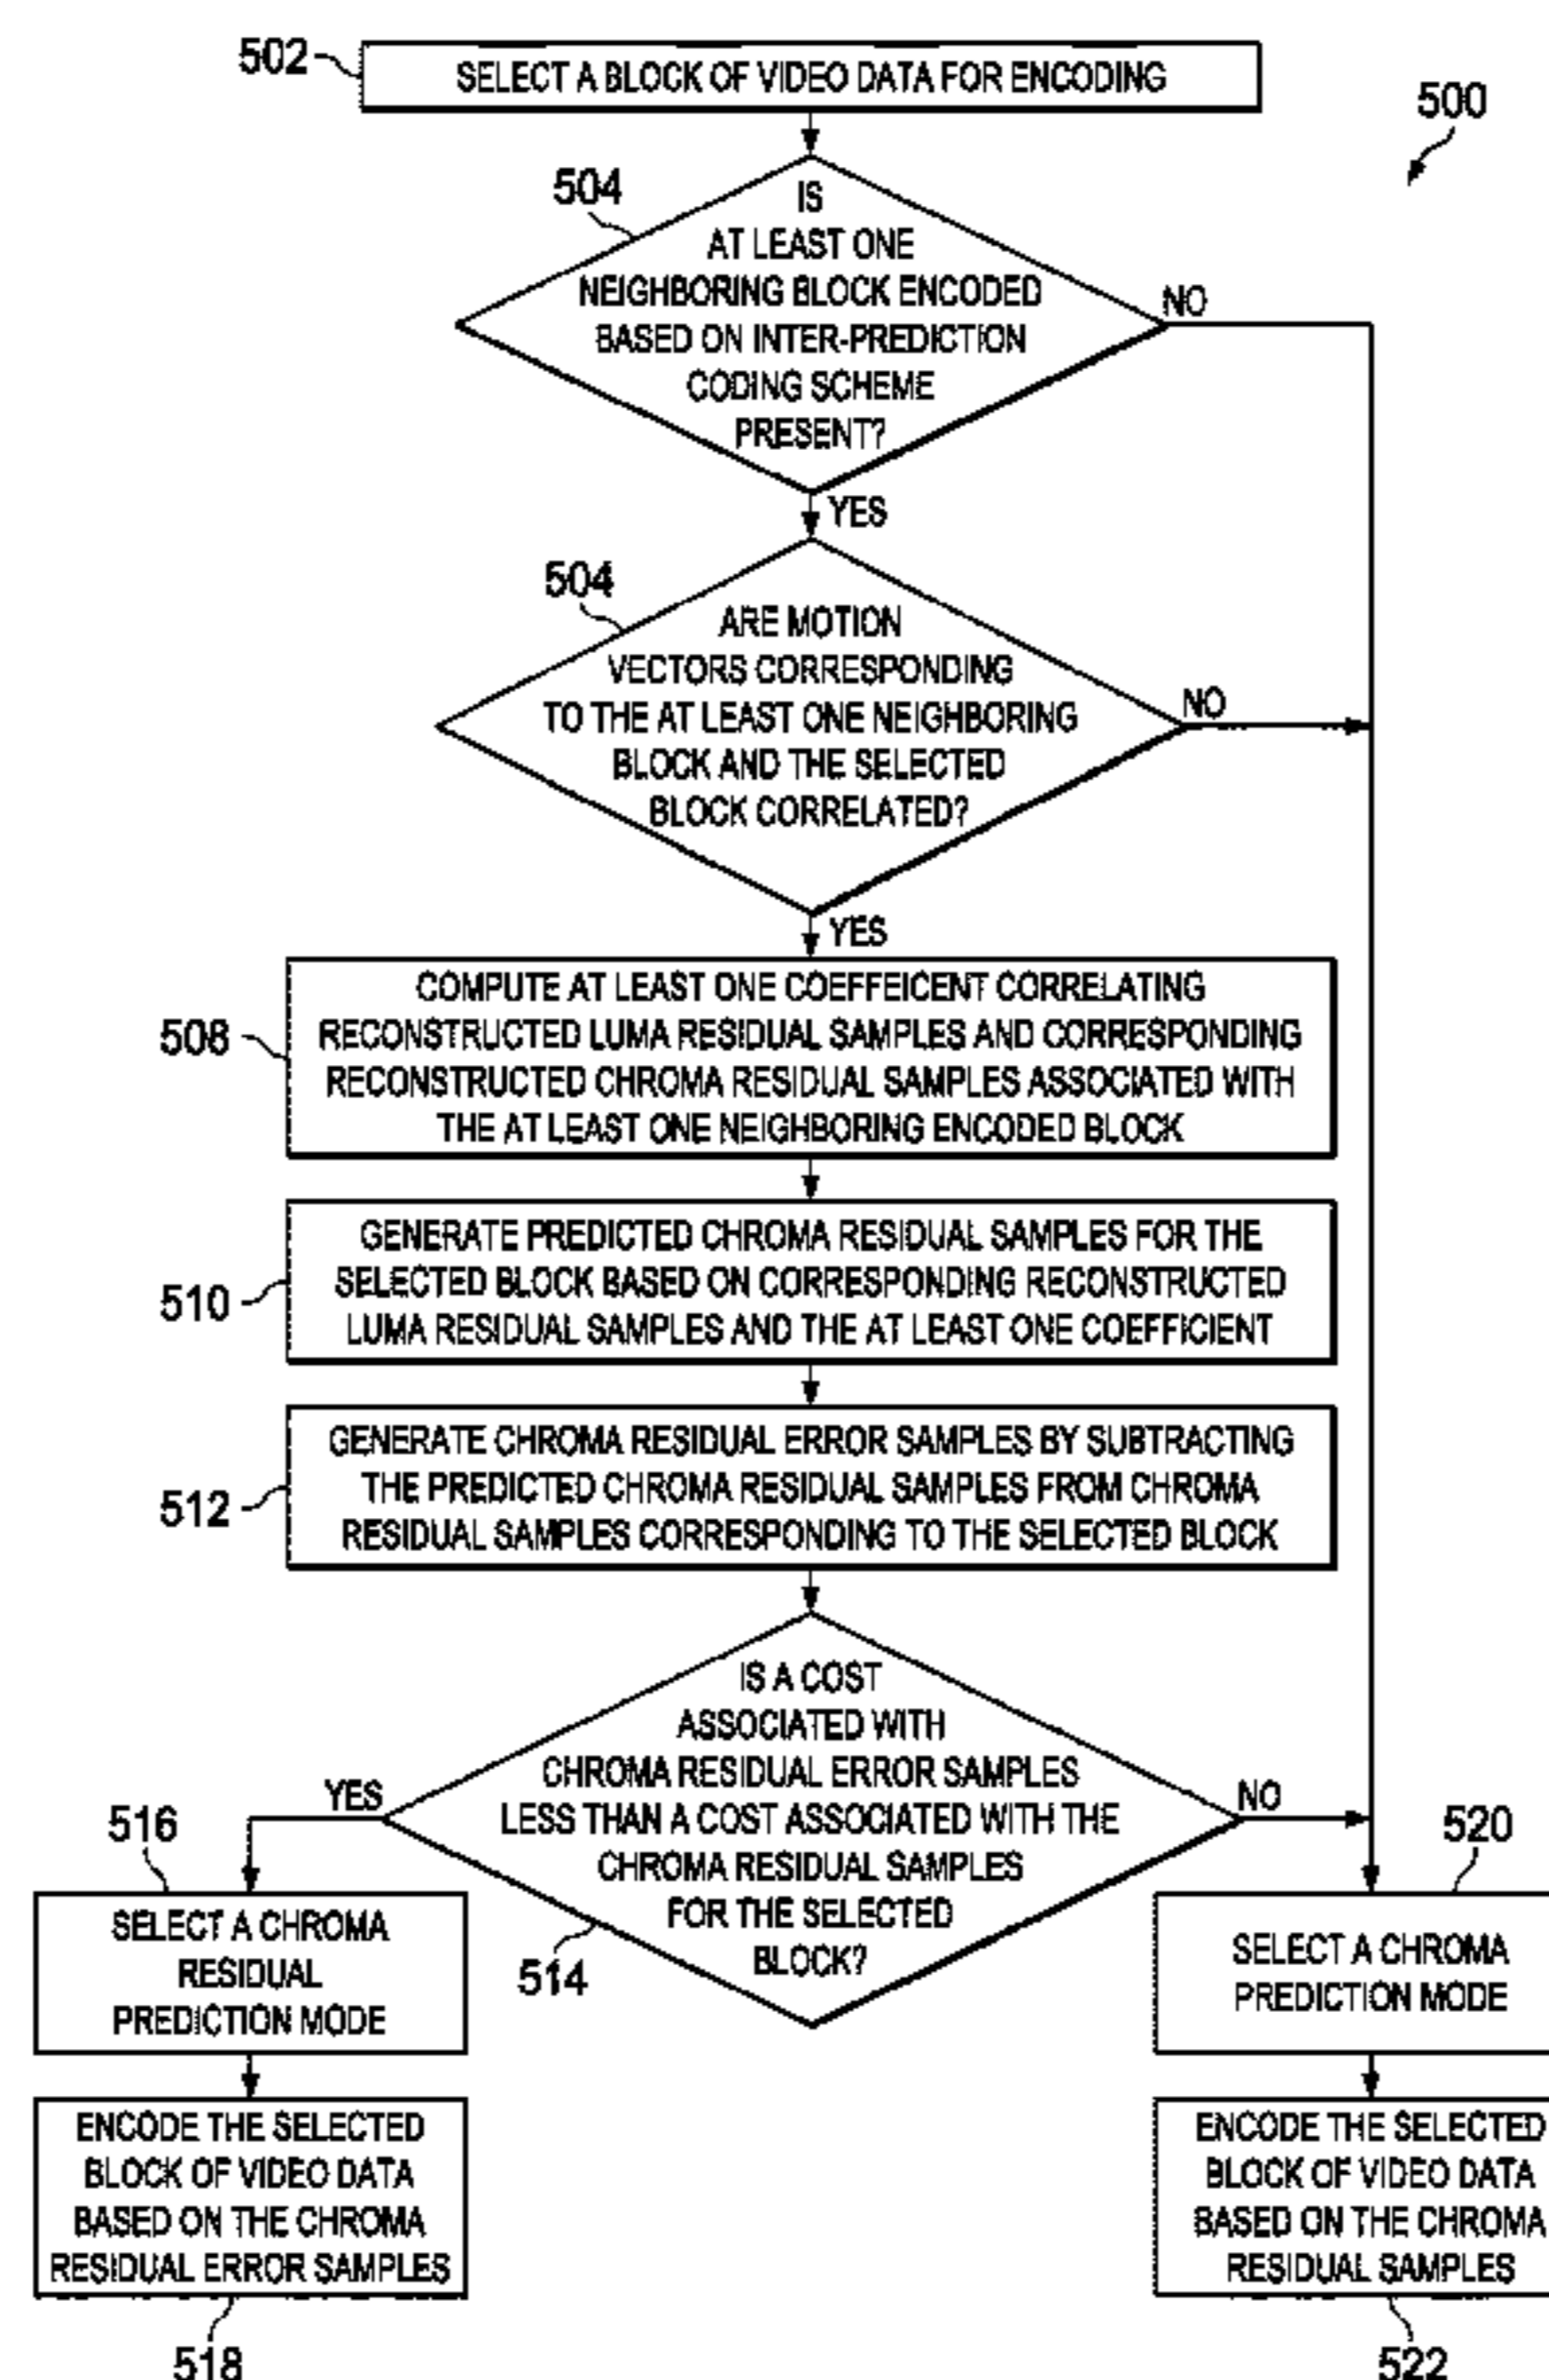 502
SELECT A BLOCK OF VIDEO DATA FOR ENCODING
500
504
IS
AT LEAST ONE
NEIGHBORING BLOCK ENCODED
BASED ON INTER-PREDICTION
CODING SCHEME
PRESENT?
NO
YES
504
ARE MOTION
VECTORS CORRESPONDING
TO THE AT LEAST ONE NEIGHBORING
BLOCK AND THE SELECTED
BLOCK CORRELATED?
NO
YES
508
COMPUTE AT LEAST ONE COEFFEICENT CORRELATING
RECONSTRUCTED LUMA RESIDUAL SAMPLES AND CORRESPONDING
RECONSTRUCTED CHROMA RESIDUAL SAMPLES ASSOCIATED WITH
THE AT LEAST ONE NEIGHBORING ENCODED BLOCK
510
GENERATE PREDICTED CHROMA RESIDUAL SAMPLES FOR THE
SELECTED BLOCK BASED ON CORRESPONDING RECONSTRUCTED
LUMA RESIDUAL SAMPLES AND THE AT LEAST ONE COEFFICIENT
512
GENERATE CHROMA RESIDUAL ERROR SAMPLES BY SUBTRACTING
THE PREDICTED CHROMA RESIDUAL SAMPLES FROM CHROMA
RESIDUAL SAMPLES CORRESPONDING TO THE SELECTED BLOCK
IS A COST
ASSOCIATED WITH
CHROMA RESIDUAL ERROR SAMPLES
LESS THAN A COST ASSOCIATED WITH THE
CHROMA RESIDUAL SAMPLES
FOR THE SELECTED
BLOCK?
514
YES
NO
516
SELECT A CHROMA
RESIDUAL
PREDICTION MODE
520
SELECT A CHROMA
PREDICTION MODE
ENCODE THE SELECTED
BLOCK OF VIDEO DATA
BASED ON THE CHROMA
RESIDUAL ERROR SAMPLES
518
ENCODE THE SELECTED
BLOCK OF VIDEO DATA
BASED ON THE CHROMA
RESIDUAL SAMPLES
522